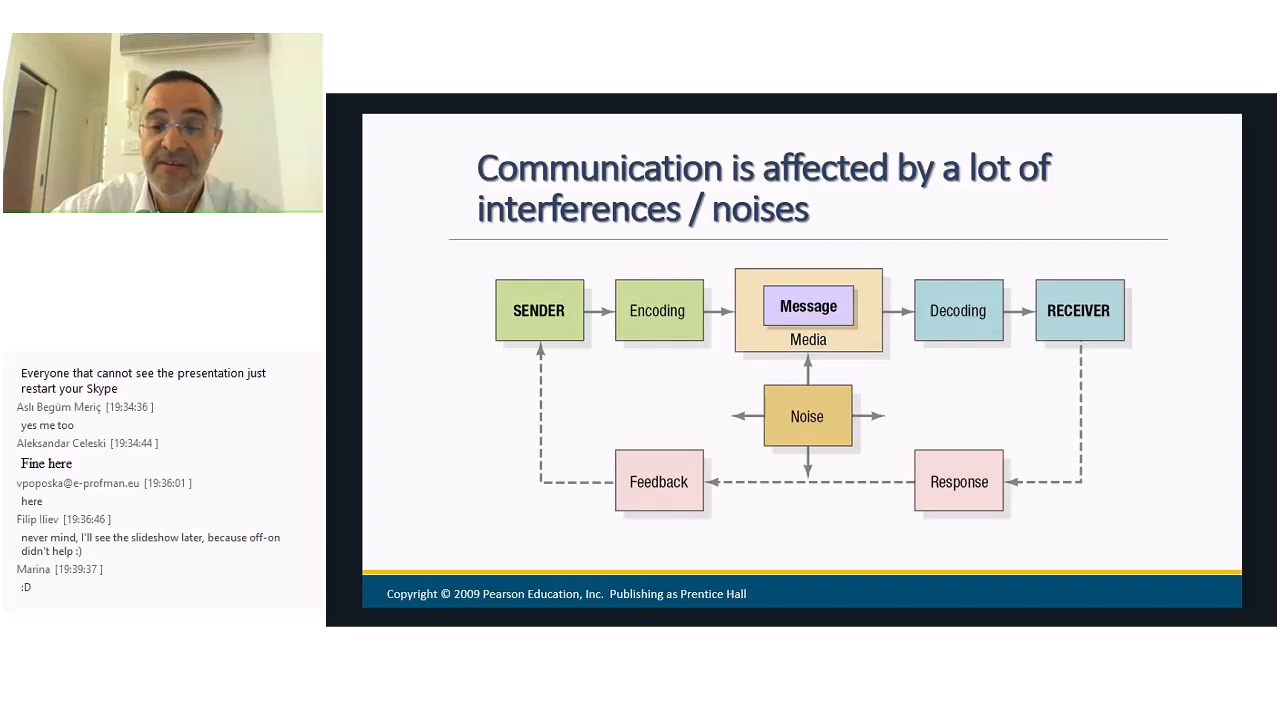 Communication is affected by a lot of
interferences / noises
SENDER
Encoding
Message
Media
Decoding
RECEIVER
Noise
Feedback
Response
Copyright © 2009 Pearson Education, Inc. Publishing as Prentice Hall
Everyone that cannot see the presentation just
restart your Skype
Aslı Begüm Meriç [19:34:36 ]
yes me too
Aleksandar Celeski [19:34:44 ]
Fine here
vpoposka@e-profman.eu [19:36:01 ]
here
Filip Iliev [19:36:46 ]
never mind, I'll see the slideshow later, because off-on
didn't help :)
Marina [19:39:37 ]
:D